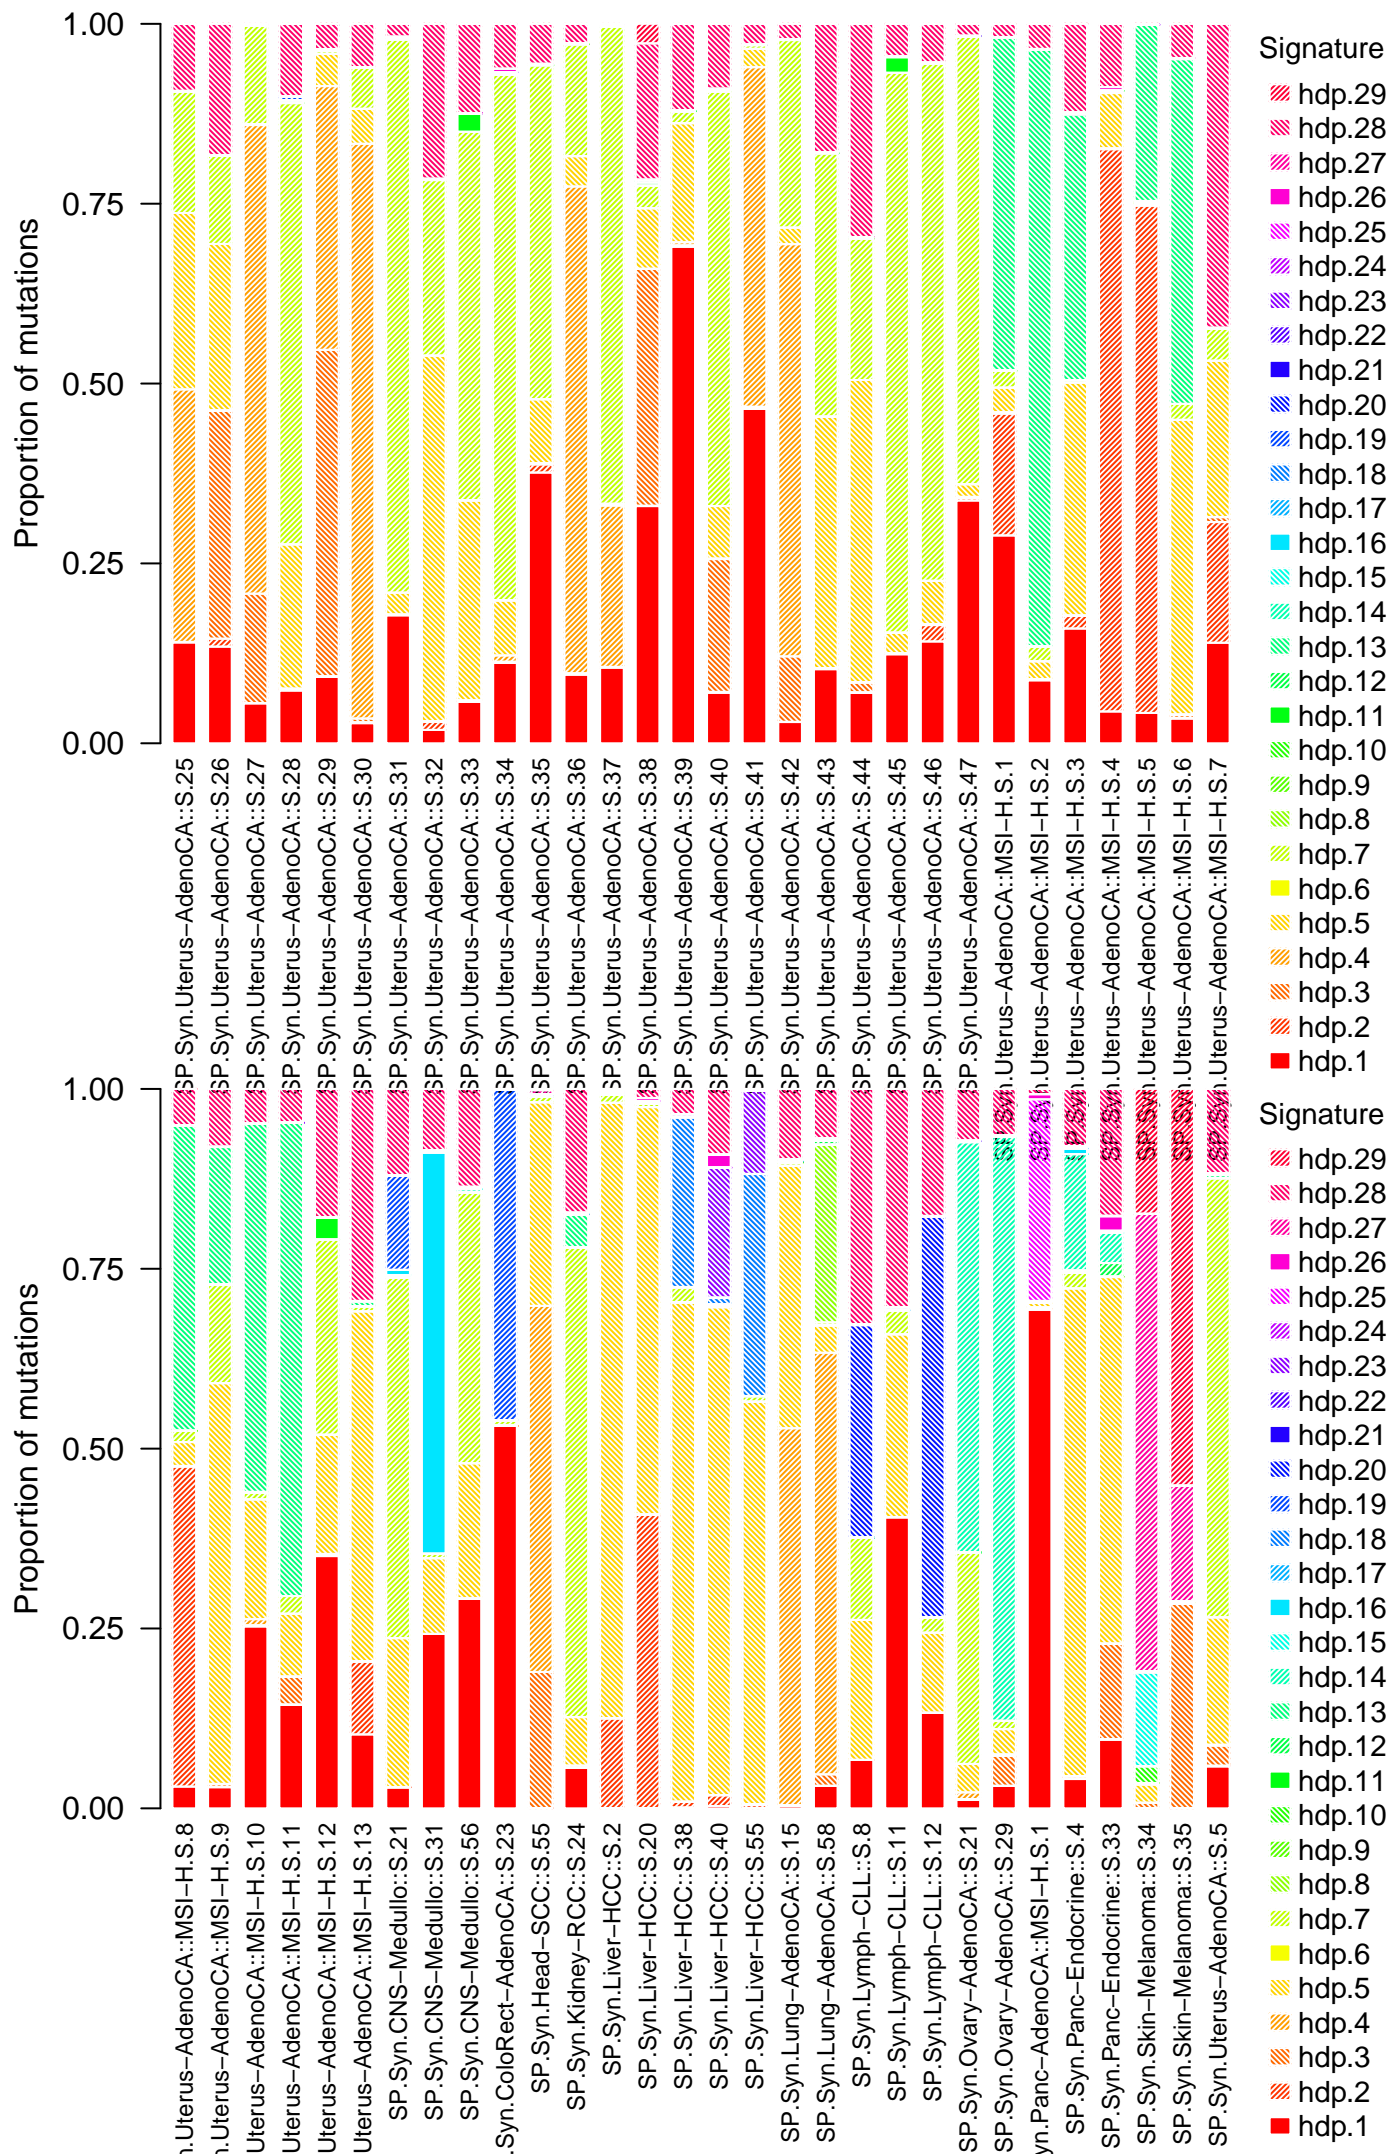 Proportion of mutations
1.00
0.75
0.50
0.25
0.00
SP.Syn.Uterus−AdenoCA::S.25
SP.Syn.Uterus−AdenoCA::S.26
SP.Syn.Uterus−AdenoCA::S.27
SP.Syn.Uterus−AdenoCA::S.28
SP.Syn.Uterus−AdenoCA::S.29
SP.Syn.Uterus−AdenoCA::S.30
SP.Syn.Uterus−AdenoCA::S.31
SP.Syn.Uterus−AdenoCA::S.32
SP.Syn.Uterus−AdenoCA::S.33
SP.Syn.ColoRect−AdenoCA::S.34
SP.Syn.Uterus−AdenoCA::S.35
SP.Syn.Kidney−RCC::S.36
SP.Syn.Uterus−AdenoCA::S.37
SP.Syn.Uterus−AdenoCA::S.38
SP.Syn.Uterus−AdenoCA::S.39
SP.Syn.Uterus−AdenoCA::S.40
SP.Syn.Uterus−AdenoCA::S.41
SP.Syn.Uterus−AdenoCA::S.42
SP.Syn.Uterus−AdenoCA::S.43
SP.Syn.Uterus−AdenoCA::S.44
SP.Syn.Uterus−AdenoCA::S.45
SP.Syn.Uterus−AdenoCA::S.46
SP.Syn.Uterus−AdenoCA::S.47
SP.Syn.Uterus−AdenoCA::MSI−H.S.1
SP.Syn.Uterus−AdenoCA::MSI−H.S.2
SP.Syn.Uterus−AdenoCA::MSI−H.S.3
SP.Syn.Uterus−AdenoCA::MSI−H.S.4
SP.Syn.Uterus−AdenoCA::MSI−H.S.5
SP.Syn.Uterus−AdenoCA::MSI−H.S.6
SP.Syn.Uterus−AdenoCA::MSI−H.S.7
Signature
hdp.29
hdp.28
hdp.27
hdp.26
hdp.25
hdp.24
hdp.23
hdp.22
hdp.21
hdp.20
hdp.19
hdp.18
hdp.17
hdp.16
hdp.15
hdp.14
hdp.13
hdp.12
hdp.11
hdp.10
hdp.9
hdp.8
hdp.7
hdp.6
hdp.5
hdp.4
hdp.3
hdp.2
hdp.1
Proportion of mutations
1.00
0.75
0.50
0.25
0.00
n.Uterus−AdenoCA::MSI−H.S.8
n.Uterus−AdenoCA::MSI−H.S.9
Uterus−AdenoCA::MSI−H.S.10
Uterus−AdenoCA::MSI−H.S.11
Uterus−AdenoCA::MSI−H.S.12
Uterus−AdenoCA::MSI−H.S.13
SP.Syn.CNS−Medullo::S.21
SP.Syn.CNS−Medullo::S.31
SP.Syn.CNS−Medullo::S.56
.Syn.ColoRect−AdenoCA::S.23
SP.Syn.Head−SCC::S.55
SP.Syn.Kidney−RCC::S.24
SP.Syn.Liver−HCC::S.2
SP.Syn.Liver−HCC::S.20
SP.Syn.Liver−HCC::S.38
SP.Syn.Liver−HCC::S.40
SP.Syn.Liver−HCC::S.55
SP.Syn.Lung−AdenoCA::S.15
SP.Syn.Lung−AdenoCA::S.58
SP.Syn.Lymph−CLL::S.8
SP.Syn.Lymph−CLL::S.11
SP.Syn.Lymph−CLL::S.12
SP.Syn.Ovary−AdenoCA::S.21
SP.Syn.Ovary−AdenoCA::S.29
yn.Panc−AdenoCA::MSI−H.S.1
SP.Syn.Panc−Endocrine::S.4
SP.Syn.Panc−Endocrine::S.33
SP.Syn.Skin−Melanoma::S.34
SP.Syn.Skin−Melanoma::S.35
SP.Syn.Uterus−AdenoCA::S.5
Signature
hdp.29
hdp.28
hdp.27
hdp.26
hdp.25
hdp.24
hdp.23
hdp.22
hdp.21
hdp.20
hdp.19
hdp.18
hdp.17
hdp.16
hdp.15
hdp.14
hdp.13
hdp.12
hdp.11
hdp.10
hdp.9
hdp.8
hdp.7
hdp.6
hdp.5
hdp.4
hdp.3
hdp.2
hdp.1